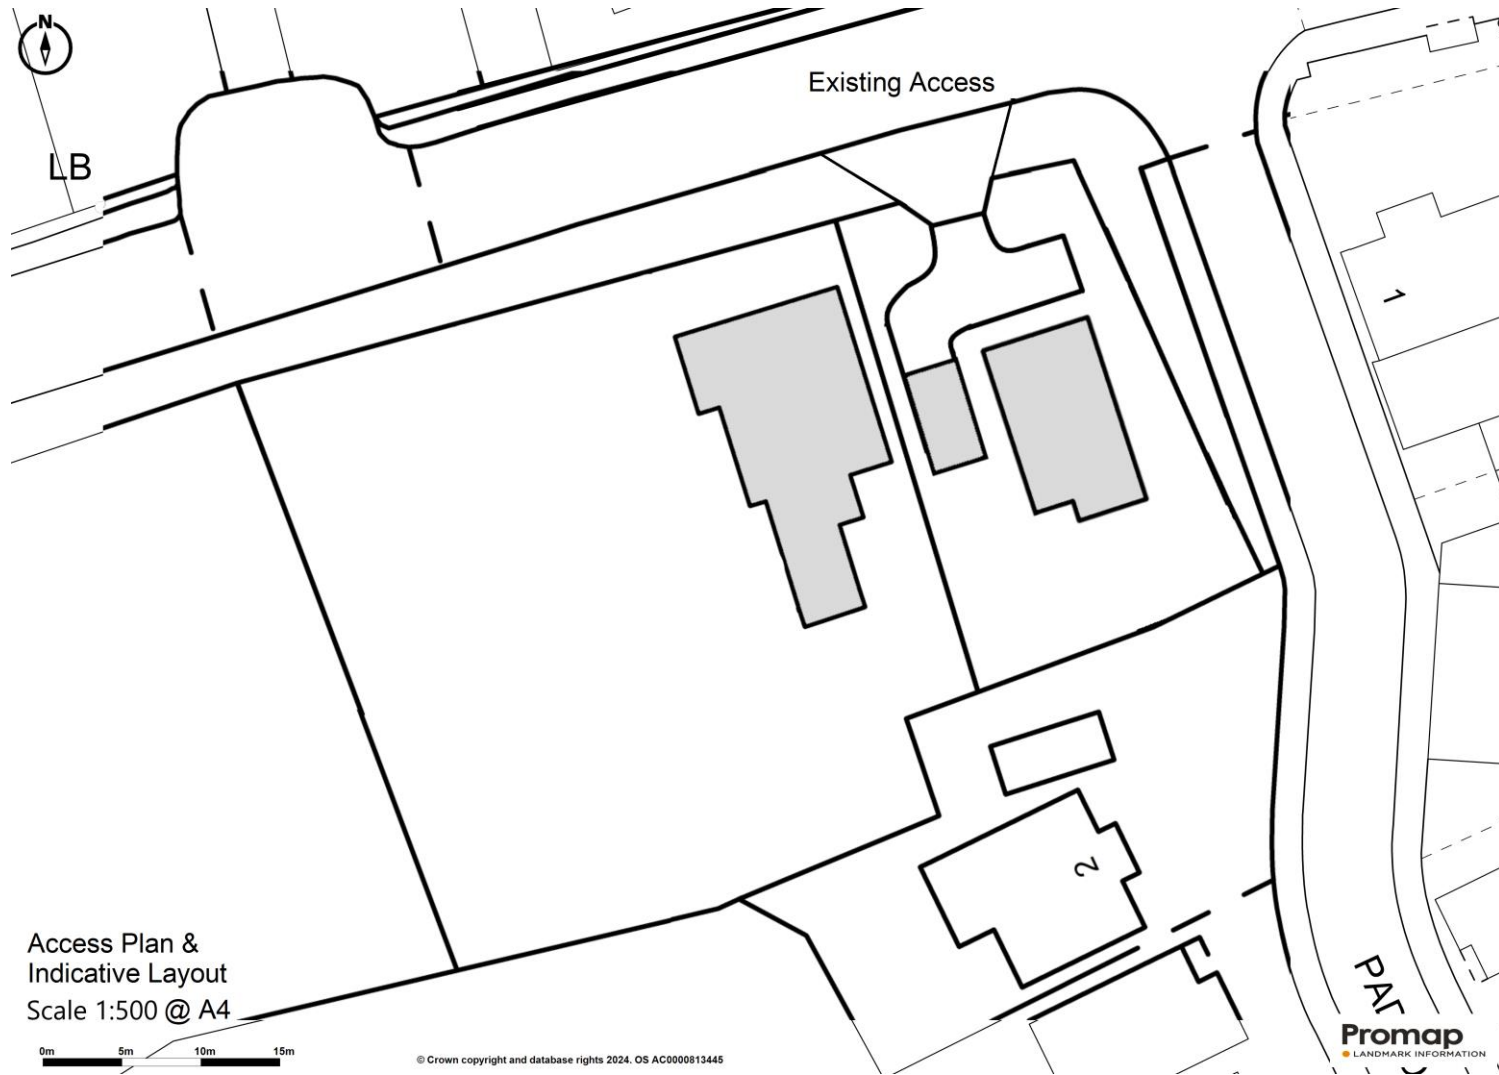 N
Existing Access
LB
1
2
Access Plan &
Indicative Layout
Scale 1:500 @ A4
0m 5m 10m 15m
© Crown copyright and database rights 2024. OS AC0000813445
Promap
LANDMARK INFORMATION